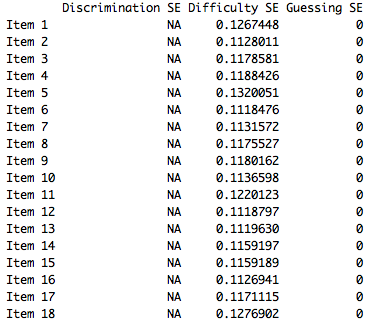 Discrimination SE Difficulty SE Guessing SE
Item 1 NA 0.1267448 0
Item 2 NA 0.1128011 0
Item 3 NA 0.1178581 0
Item 4 NA 0.1188426 0
Item 5 NA 0.1320051 0
Item 6 NA 0.1118476 0
Item 7 NA 0.1131572 0
Item 8 NA 0.1175527 0
Item 9 NA 0.1180162 0
Item 10 NA 0.1136598 0
Item 11 NA 0.1220123 0
Item 12 NA 0.1118797 0
Item 13 NA 0.1119630 0
Item 14 NA 0.1159197 0
Item 15 NA 0.1159189 0
Item 16 NA 0.1126941 0
Item 17 NA 0.1171115 0
Item 18 NA 0.1276902 0